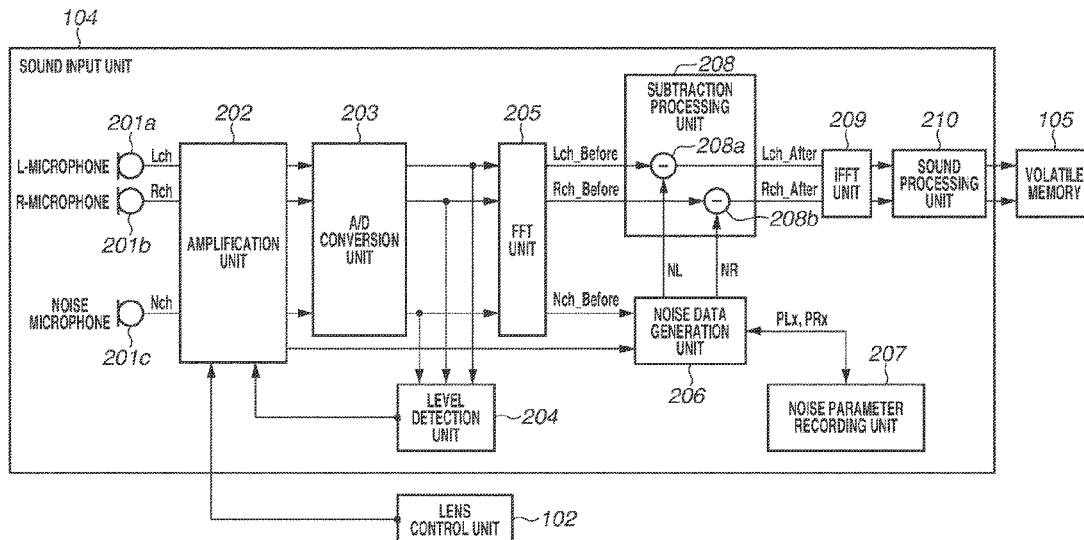 104
SOUND INPUT UNIT
208
SUBTRACTION
PROCESSING
UNIT
202
203
205
209
210
105
201a
L-MICROPHONE
Lch
Lch_Before
208a
Lch_After
R-MICROPHONE
Rch
Rch_Before
Rch_After
201b
208b
AMPLIFICATION
UNIT
A/D
CONVERSION
UNIT
FFT
UNIT
iFFT
UNIT
SOUND
PROCESSING
UNIT
VOLATILE
MEMORY
NL
NR
NOISE
MICROPHONE
Nch
Nch_Before
201c
NOISE DATA
GENERATION
UNIT
PLx, PRx
206
207
LEVEL
DETECTION
UNIT
204
NOISE PARAMETER
RECORDING UNIT
LENS
CONTROL UNIT
102